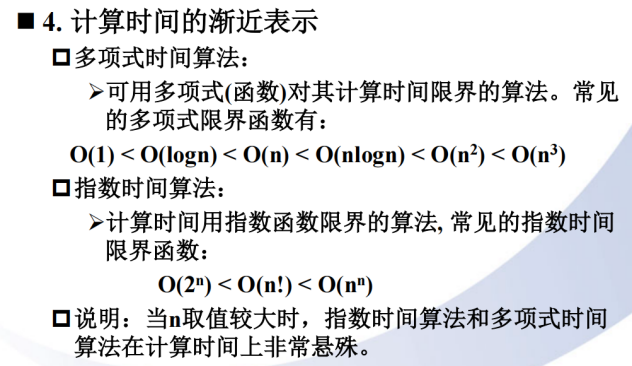 ■ 4. 计算时间的渐近表示
多项式时间算法：
➢可用多项式(函数)对其计算时间限界的算法。常见
的多项式限界函数有：
O(1) < O(logn) < O(n) < O(nlogn) < O(n²) < O(n³)
指数时间算法：
➢计算时间用指数函数限界的算法, 常见的指数时间
限界函数：
O(2ⁿ) < O(n!) < O(nⁿ)
说明：当n取值较大时，指数时间算法和多项式时间
算法在计算时间上非常悬殊。